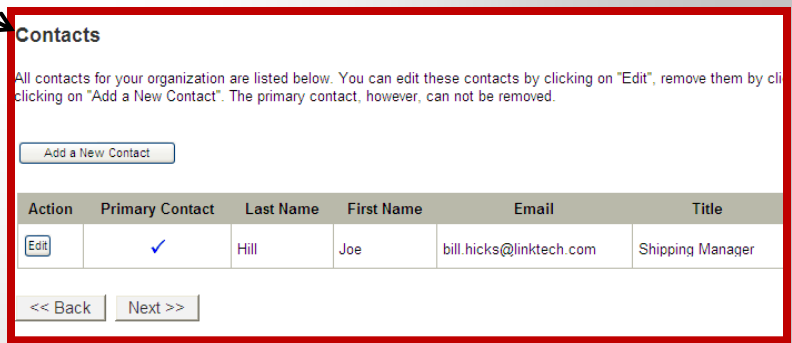 Contacts
All contacts for your organization are listed below. You can edit these contacts by clicking on "Edit", remove them by
clicking on "Add a New Contact". The primary contact, however, can not be removed.
Add a New Contact
Action Primary Contact Last Name First Name Email Title
Edit ✓ Hill Joe bill.hicks@linktech.com Shipping Manager
<< Back Next >>